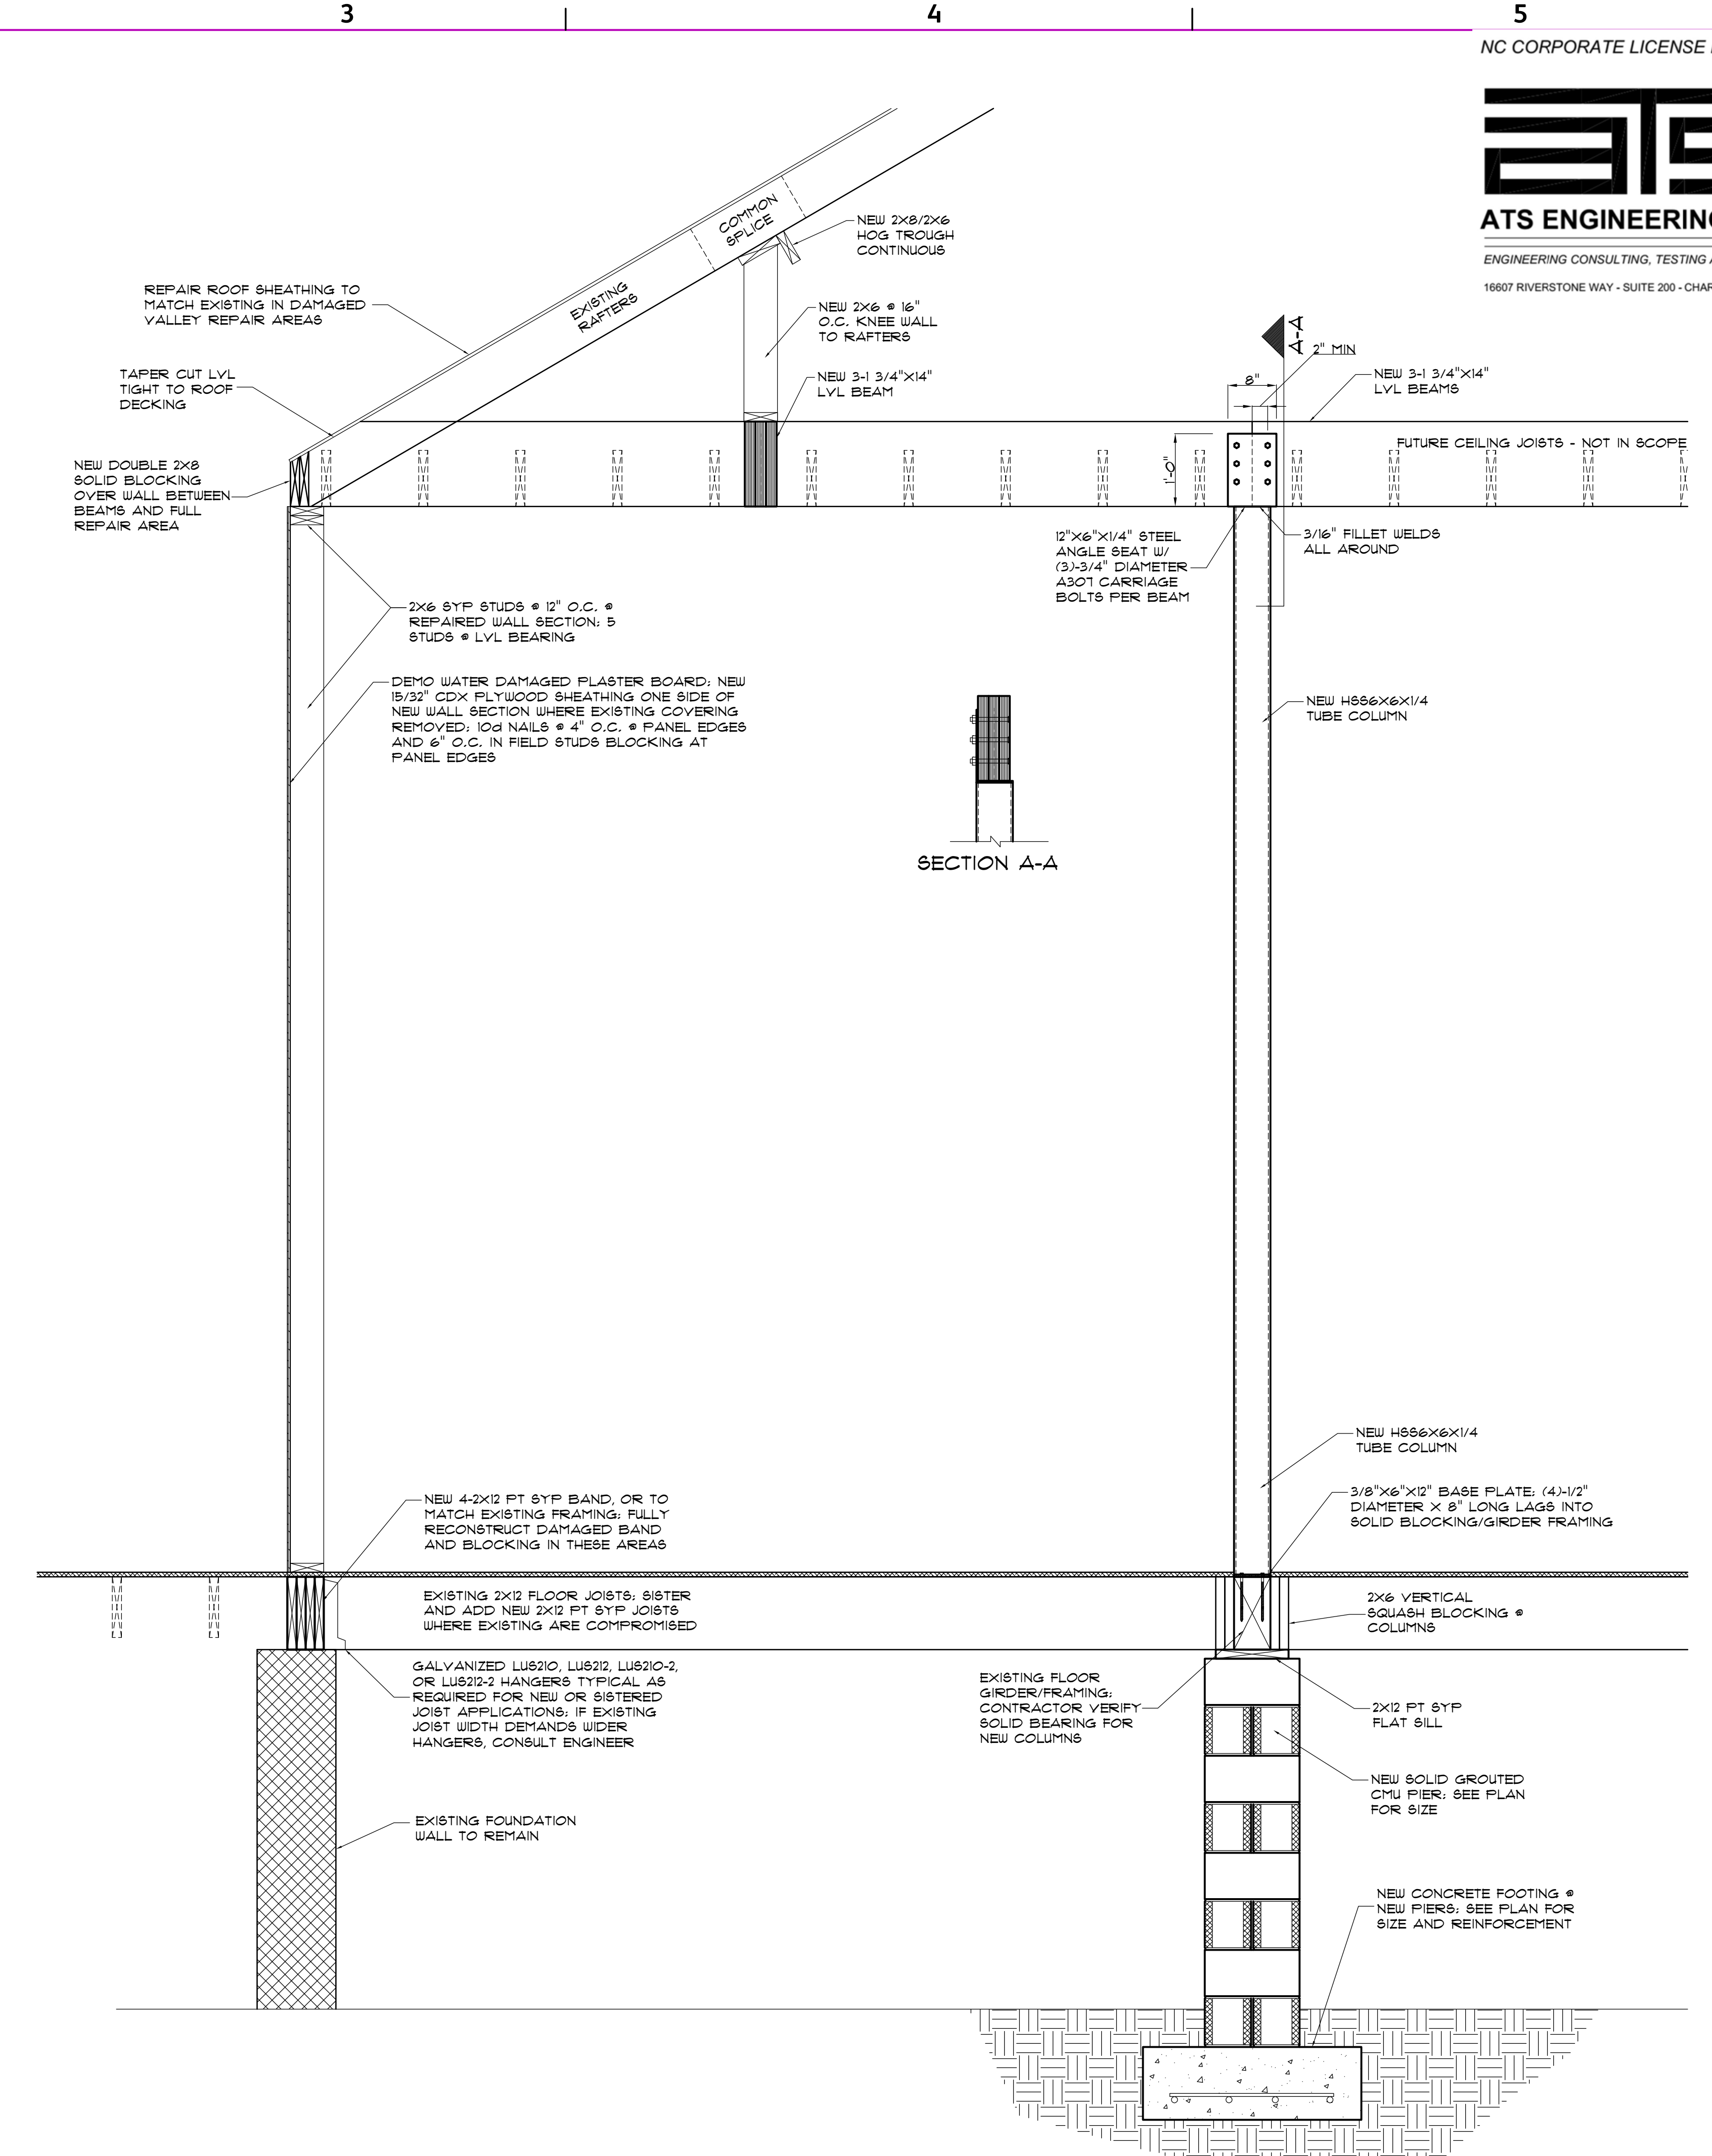 3
4
5
NC CORPORATE LICENSE
ATS
ATS ENGINEERING
ENGINEERING CONSULTING, TESTING
16607 RIVERSTONE WAY - SUITE 200 - CHAR
COMMON
SPLICE
NEW 2X8/2X6
HOG TROUGH
CONTINUOUS
REPAIR ROOF SHEATHING TO
MATCH EXISTING IN DAMAGED
VALLEY REPAIR AREAS
EXISTING
RAFTERS
NEW 2X6 @ 16"
O.C. KNEE WALL
TO RAFTERS
A-A
2" MIN
TAPER CUT LVL
TIGHT TO ROOF
DECKING
NEW 3-1 3/4"X14"
LVL BEAM
8"
NEW 3-1 3/4"X14"
LVL BEAMS
FUTURE CEILING JOISTS - NOT IN SCOPE
NEW DOUBLE 2X8
SOLID BLOCKING
OVER WALL BETWEEN
BEAMS AND FULL
REPAIR AREA
1'-0"
12"X6"X1/4" STEEL
ANGLE SEAT W/
(3)-3/4" DIAMETER
A307 CARRIAGE
BOLTS PER BEAM
3/16" FILLET WELDS
ALL AROUND
2X6 SYP STUDS @ 12" O.C. @
REPAIRED WALL SECTION; 5
STUDS @ LVL BEARING
DEMO WATER DAMAGED PLASTER BOARD; NEW
15/32" CDX PLYWOOD SHEATHING ONE SIDE OF
NEW WALL SECTION WHERE EXISTING COVERING
REMOVED; 10d NAILS @ 4" O.C. @ PANEL EDGES
AND 6" O.C. IN FIELD STUDS BLOCKING AT
PANEL EDGES
NEW HSS6X6X1/4
TUBE COLUMN
SECTION A-A
NEW HSS6X6X1/4
TUBE COLUMN
3/8"X6"X12" BASE PLATE; (4)-1/2"
DIAMETER X 8" LONG LAGS INTO
SOLID BLOCKING/GIRDER FRAMING
NEW 4-2X12 PT SYP BAND, OR TO
MATCH EXISTING FRAMING; FULLY
RECONSTRUCT DAMAGED BAND
AND BLOCKING IN THESE AREAS
EXISTING 2X12 FLOOR JOISTS; SISTER
AND ADD NEW 2X12 PT SYP JOISTS
WHERE EXISTING ARE COMPROMISED
2X6 VERTICAL
SQUASH BLOCKING @
COLUMNS
GALVANIZED LUS210, LUS212, LUS210-2,
OR LUS212-2 HANGERS TYPICAL AS
REQUIRED FOR NEW OR SISTERED
JOIST APPLICATIONS; IF EXISTING
JOIST WIDTH DEMANDS WIDER
HANGERS, CONSULT ENGINEER
EXISTING FLOOR
GIRDER/FRAMING;
CONTRACTOR VERIFY
SOLID BEARING FOR
NEW COLUMNS
2X12 PT SYP
FLAT SILL
NEW SOLID GROUTED
CMU PIER; SEE PLAN
FOR SIZE
EXISTING FOUNDATION
WALL TO REMAIN
NEW CONCRETE FOOTING @
NEW PIERS; SEE PLAN FOR
SIZE AND REINFORCEMENT